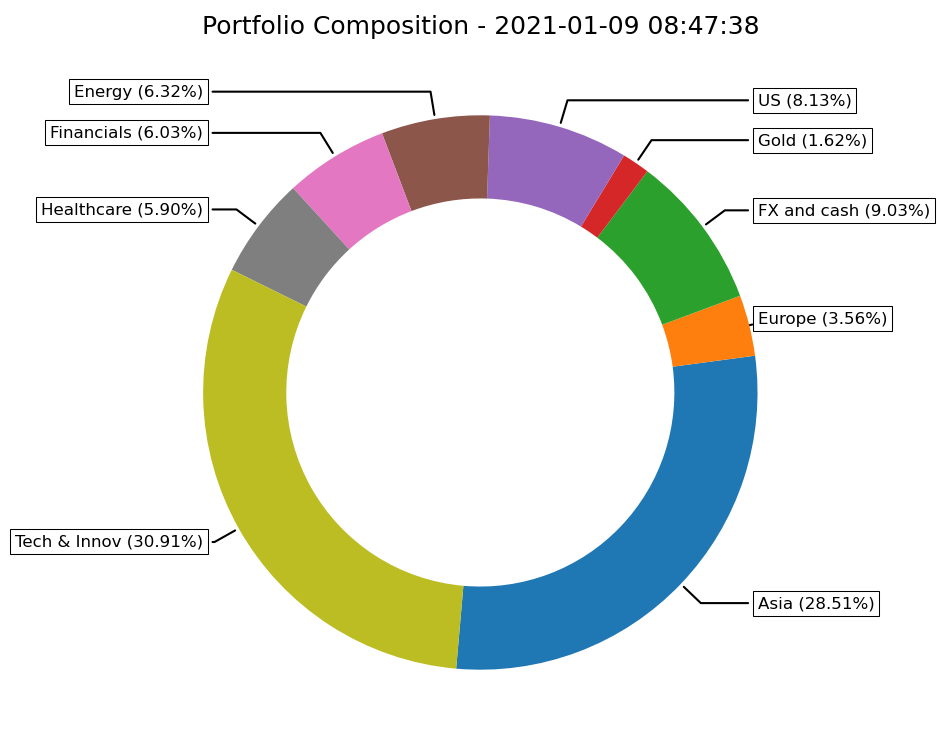 Portfolio Composition - 2021-01-09 08:47:38
Energy (6.32%)
US (8.13%)
Financials (6.03%)
Gold (1.62%)
Healthcare (5.90%)
FX and cash (9.03%)
Europe (3.56%)
Tech & Innov (30.91%)
Asia (28.51%)